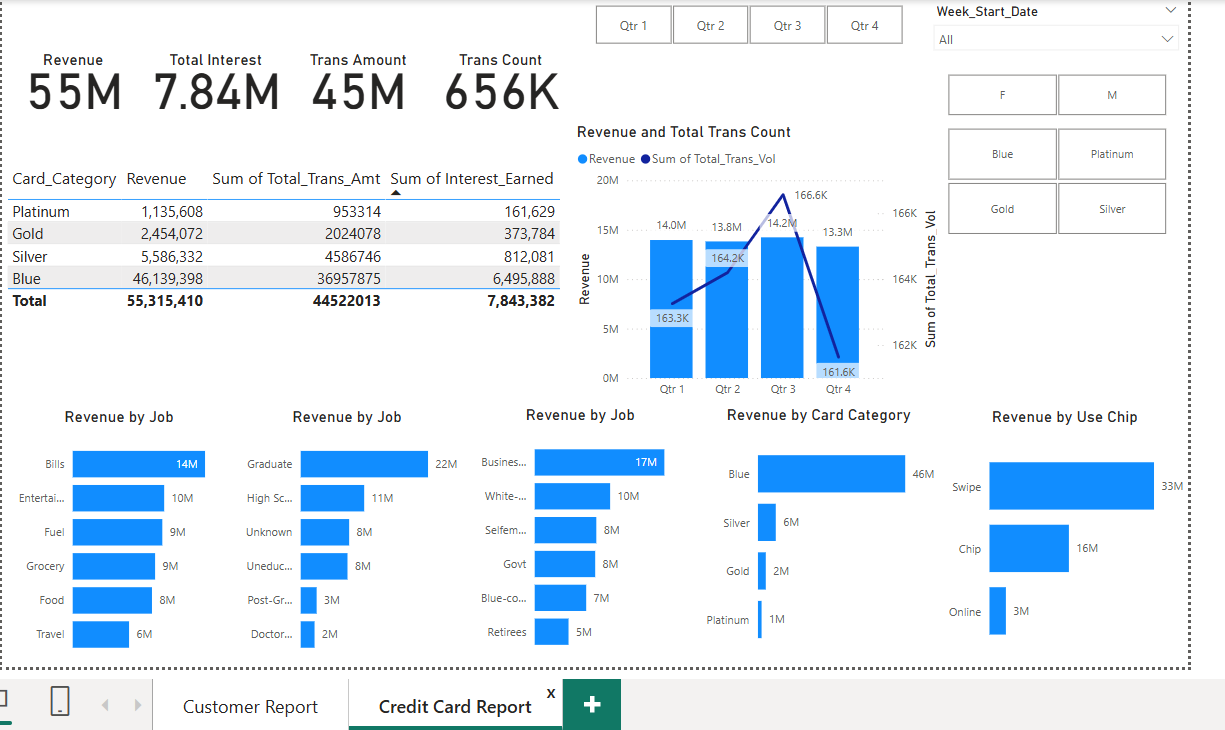 Qtr 1 Qtr 2 Qtr 3 Qtr 4
Week_Start_Date
All
Revenue Total Interest Trans Amount Trans Count
55M 7.84M 45M 656K
F M
Blue Platinum
Gold Silver
Revenue and Total Trans Count
Revenue Sum of Total_Trans_Vol
Card_Category Revenue Sum of Total_Trans_Amt Sum of Interest_Earned
Platinum 1,135,608 953314 161,629
Gold 2,454,072 2024078 373,784
Silver 5,586,332 4586746 812,081
Blue 46,139,398 36957875 6,495,888
Total 55,315,410 44522013 7,843,382
Revenue
20M
15M
10M
5M
0M
14.0M 13.8M 14.2M 13.3M
163.3K 164.2K 166.6K 161.6K
Qtr 1 Qtr 2 Qtr 3 Qtr 4
166K
164K
162K
Sum of Total_Trans_Vol
Revenue by Job
Bills 14M
Entertai... 10M
Fuel 9M
Grocery 9M
Food 8M
Travel 6M
Revenue by Job
Graduate 22M
High Sc... 11M
Unknown 8M
Uneduc... 8M
Post-Gr... 3M
Doctor... 2M
Revenue by Job
Busines... 17M
White-... 10M
Selfem... 8M
Govt 8M
Blue-co... 7M
Retirees 5M
Revenue by Card Category
Blue 46M
Silver 6M
Gold 2M
Platinum 1M
Revenue by Use Chip
Swipe 33M
Chip 16M
Online 3M
Customer Report
Credit Card Report x
+